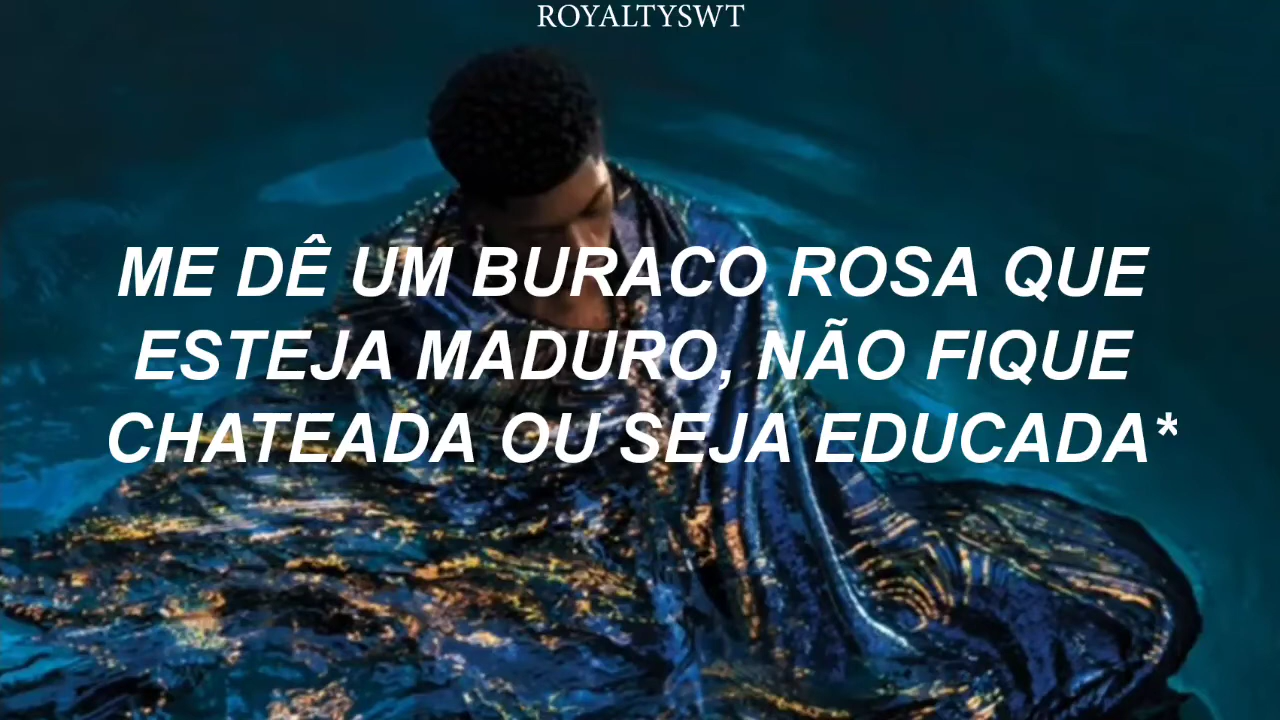 ROYALTYSWT
ME DÊ UM BURACO ROSA QUE
ESTEJA MADURO, NÃO FIQUE
CHATEADA OU SEJA EDUCADA*